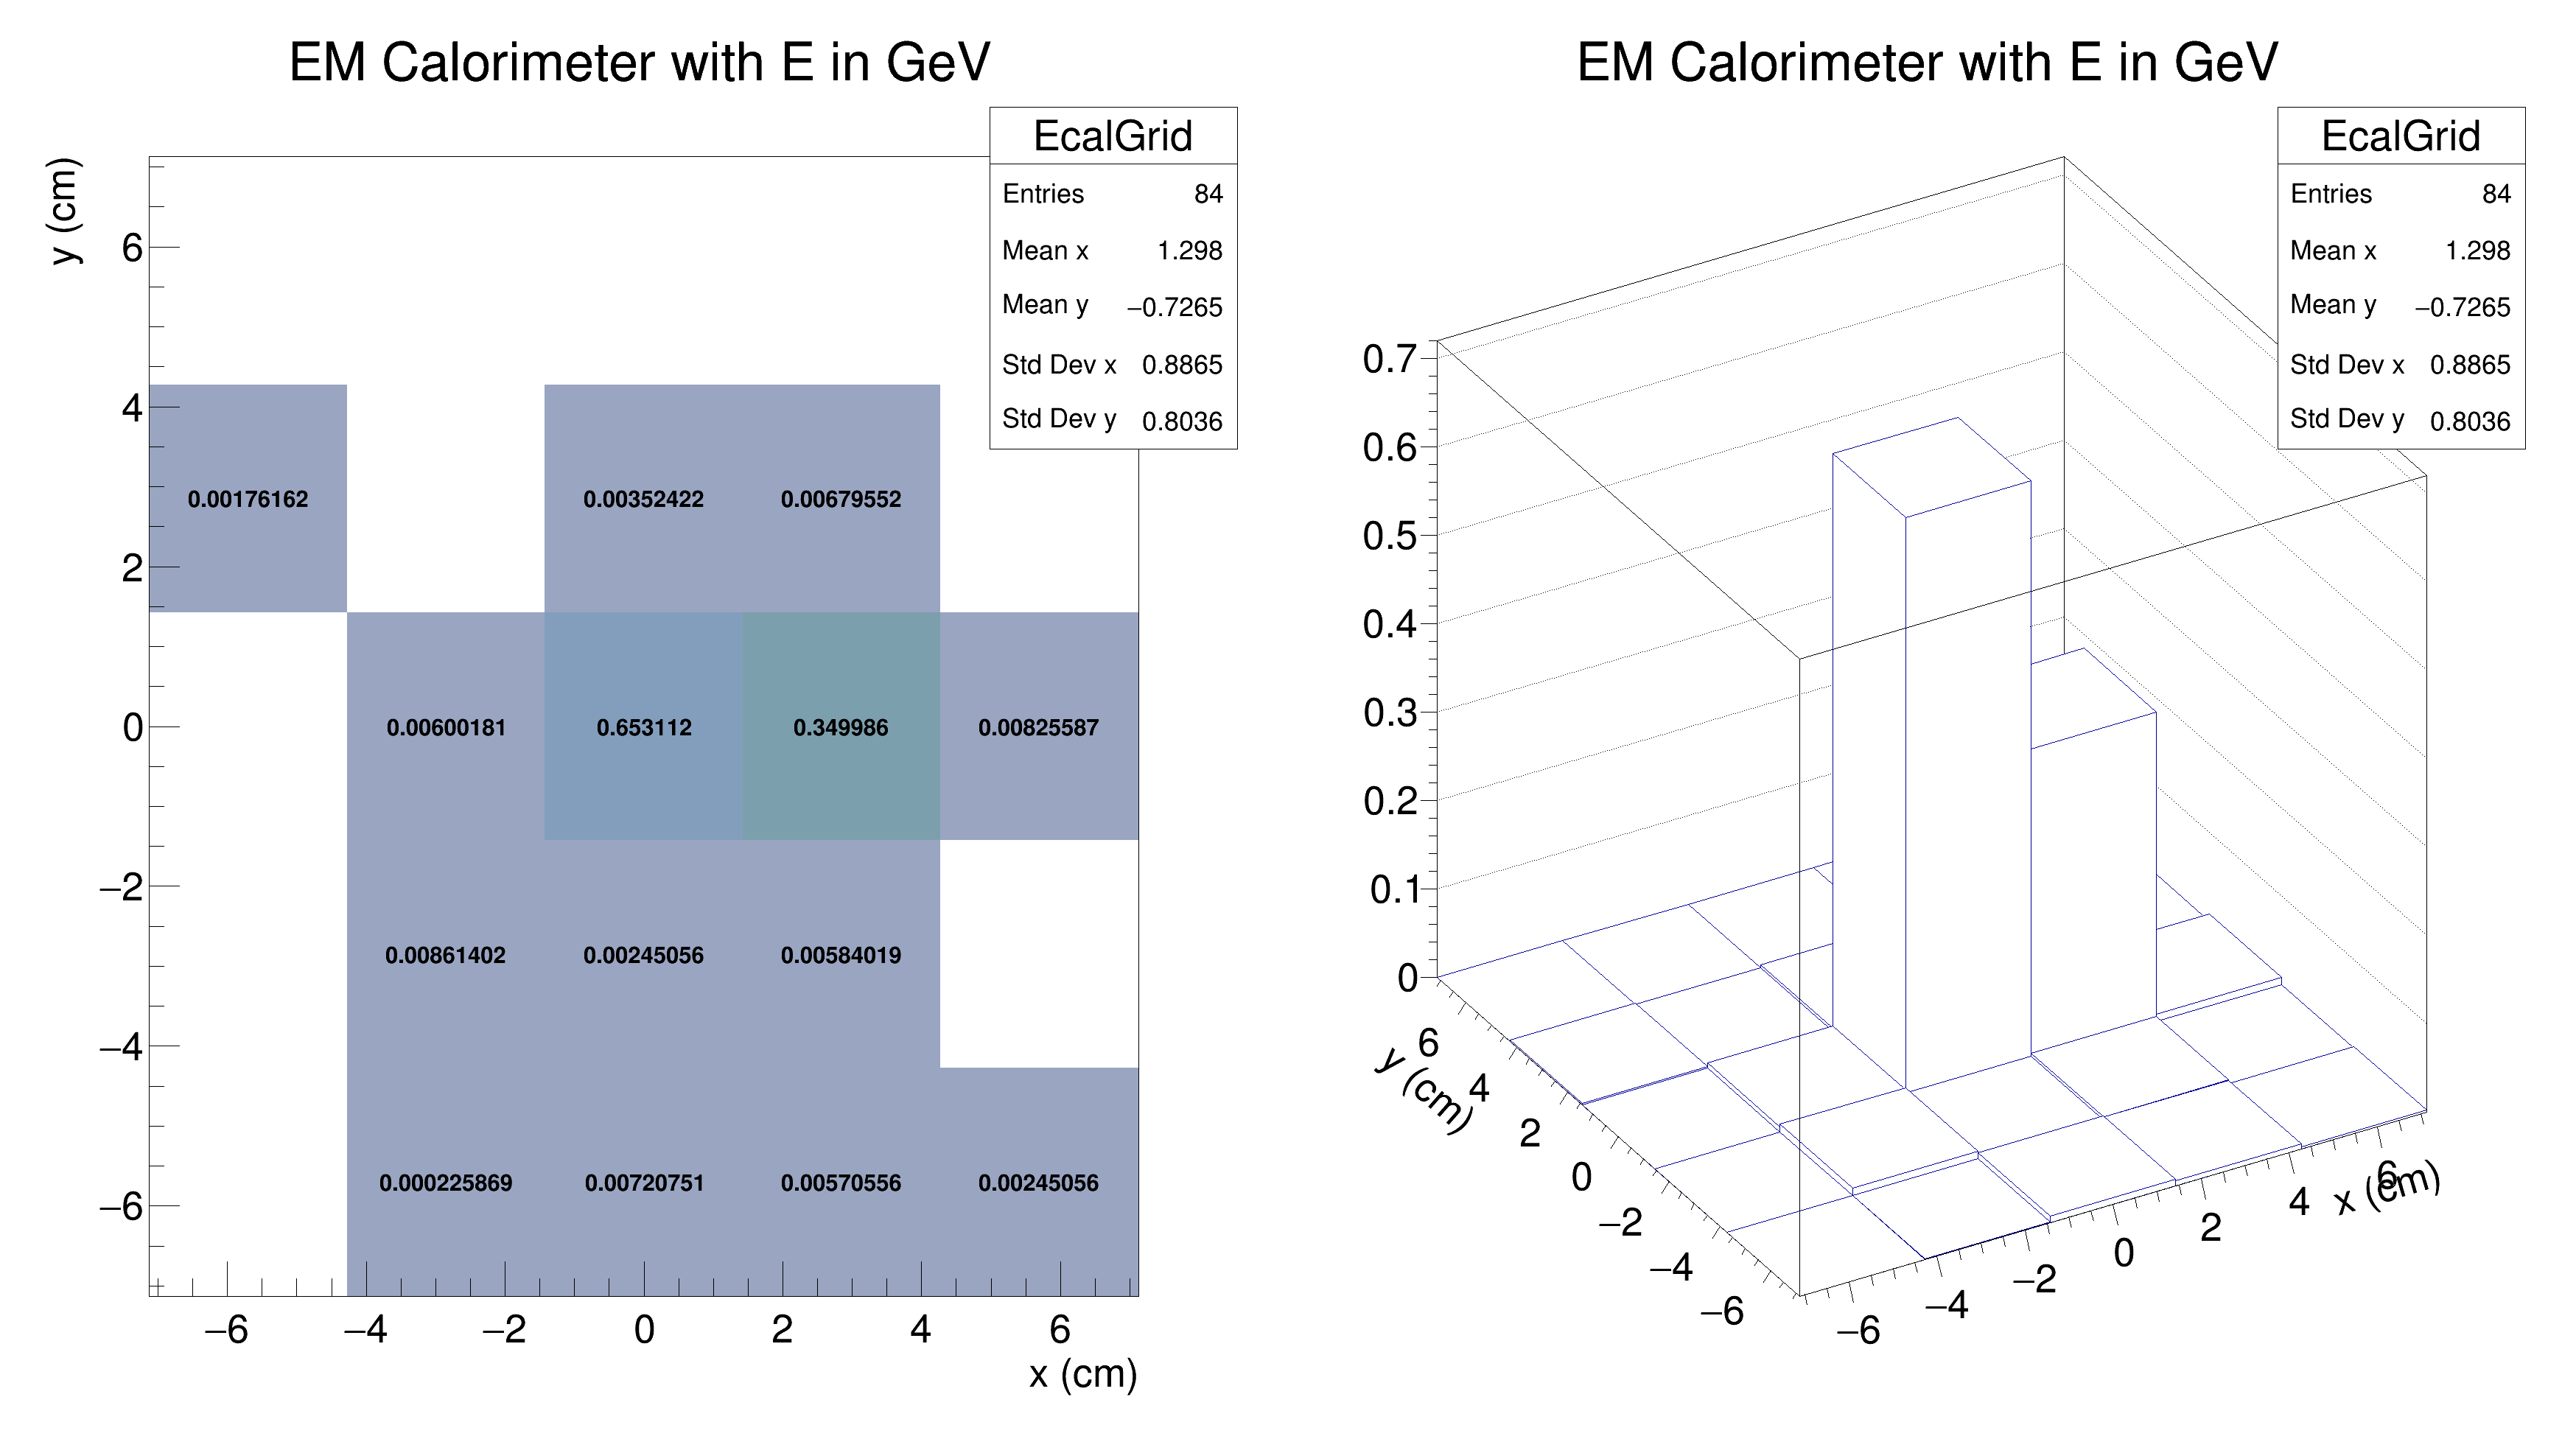 EM Calorimeter with E in GeV
EcalGrid
Entries 84
Mean x 1.298
Mean y −0.7265
Std Dev x 0.8865
Std Dev y 0.8036
y (cm)
6
4
2
0
−2
−4
−6
0.00176162 0.00352422 0.00679552
0.00600181 0.653112 0.349986 0.00825587
0.00861402 0.00245056 0.00584019
0.000225869 0.00720751 0.00570556 0.00245056
−6 −4 −2 0 2 4 6
x (cm)
EM Calorimeter with E in GeV
EcalGrid
Entries 84
Mean x 1.298
Mean y −0.7265
Std Dev x 0.8865
Std Dev y 0.8036
0.7
0.6
0.5
0.4
0.3
0.2
0.1
0
y (cm)
6
4
2
0
−2
−4
−6
−6 −4 −2 0 2 4 6
x (cm)